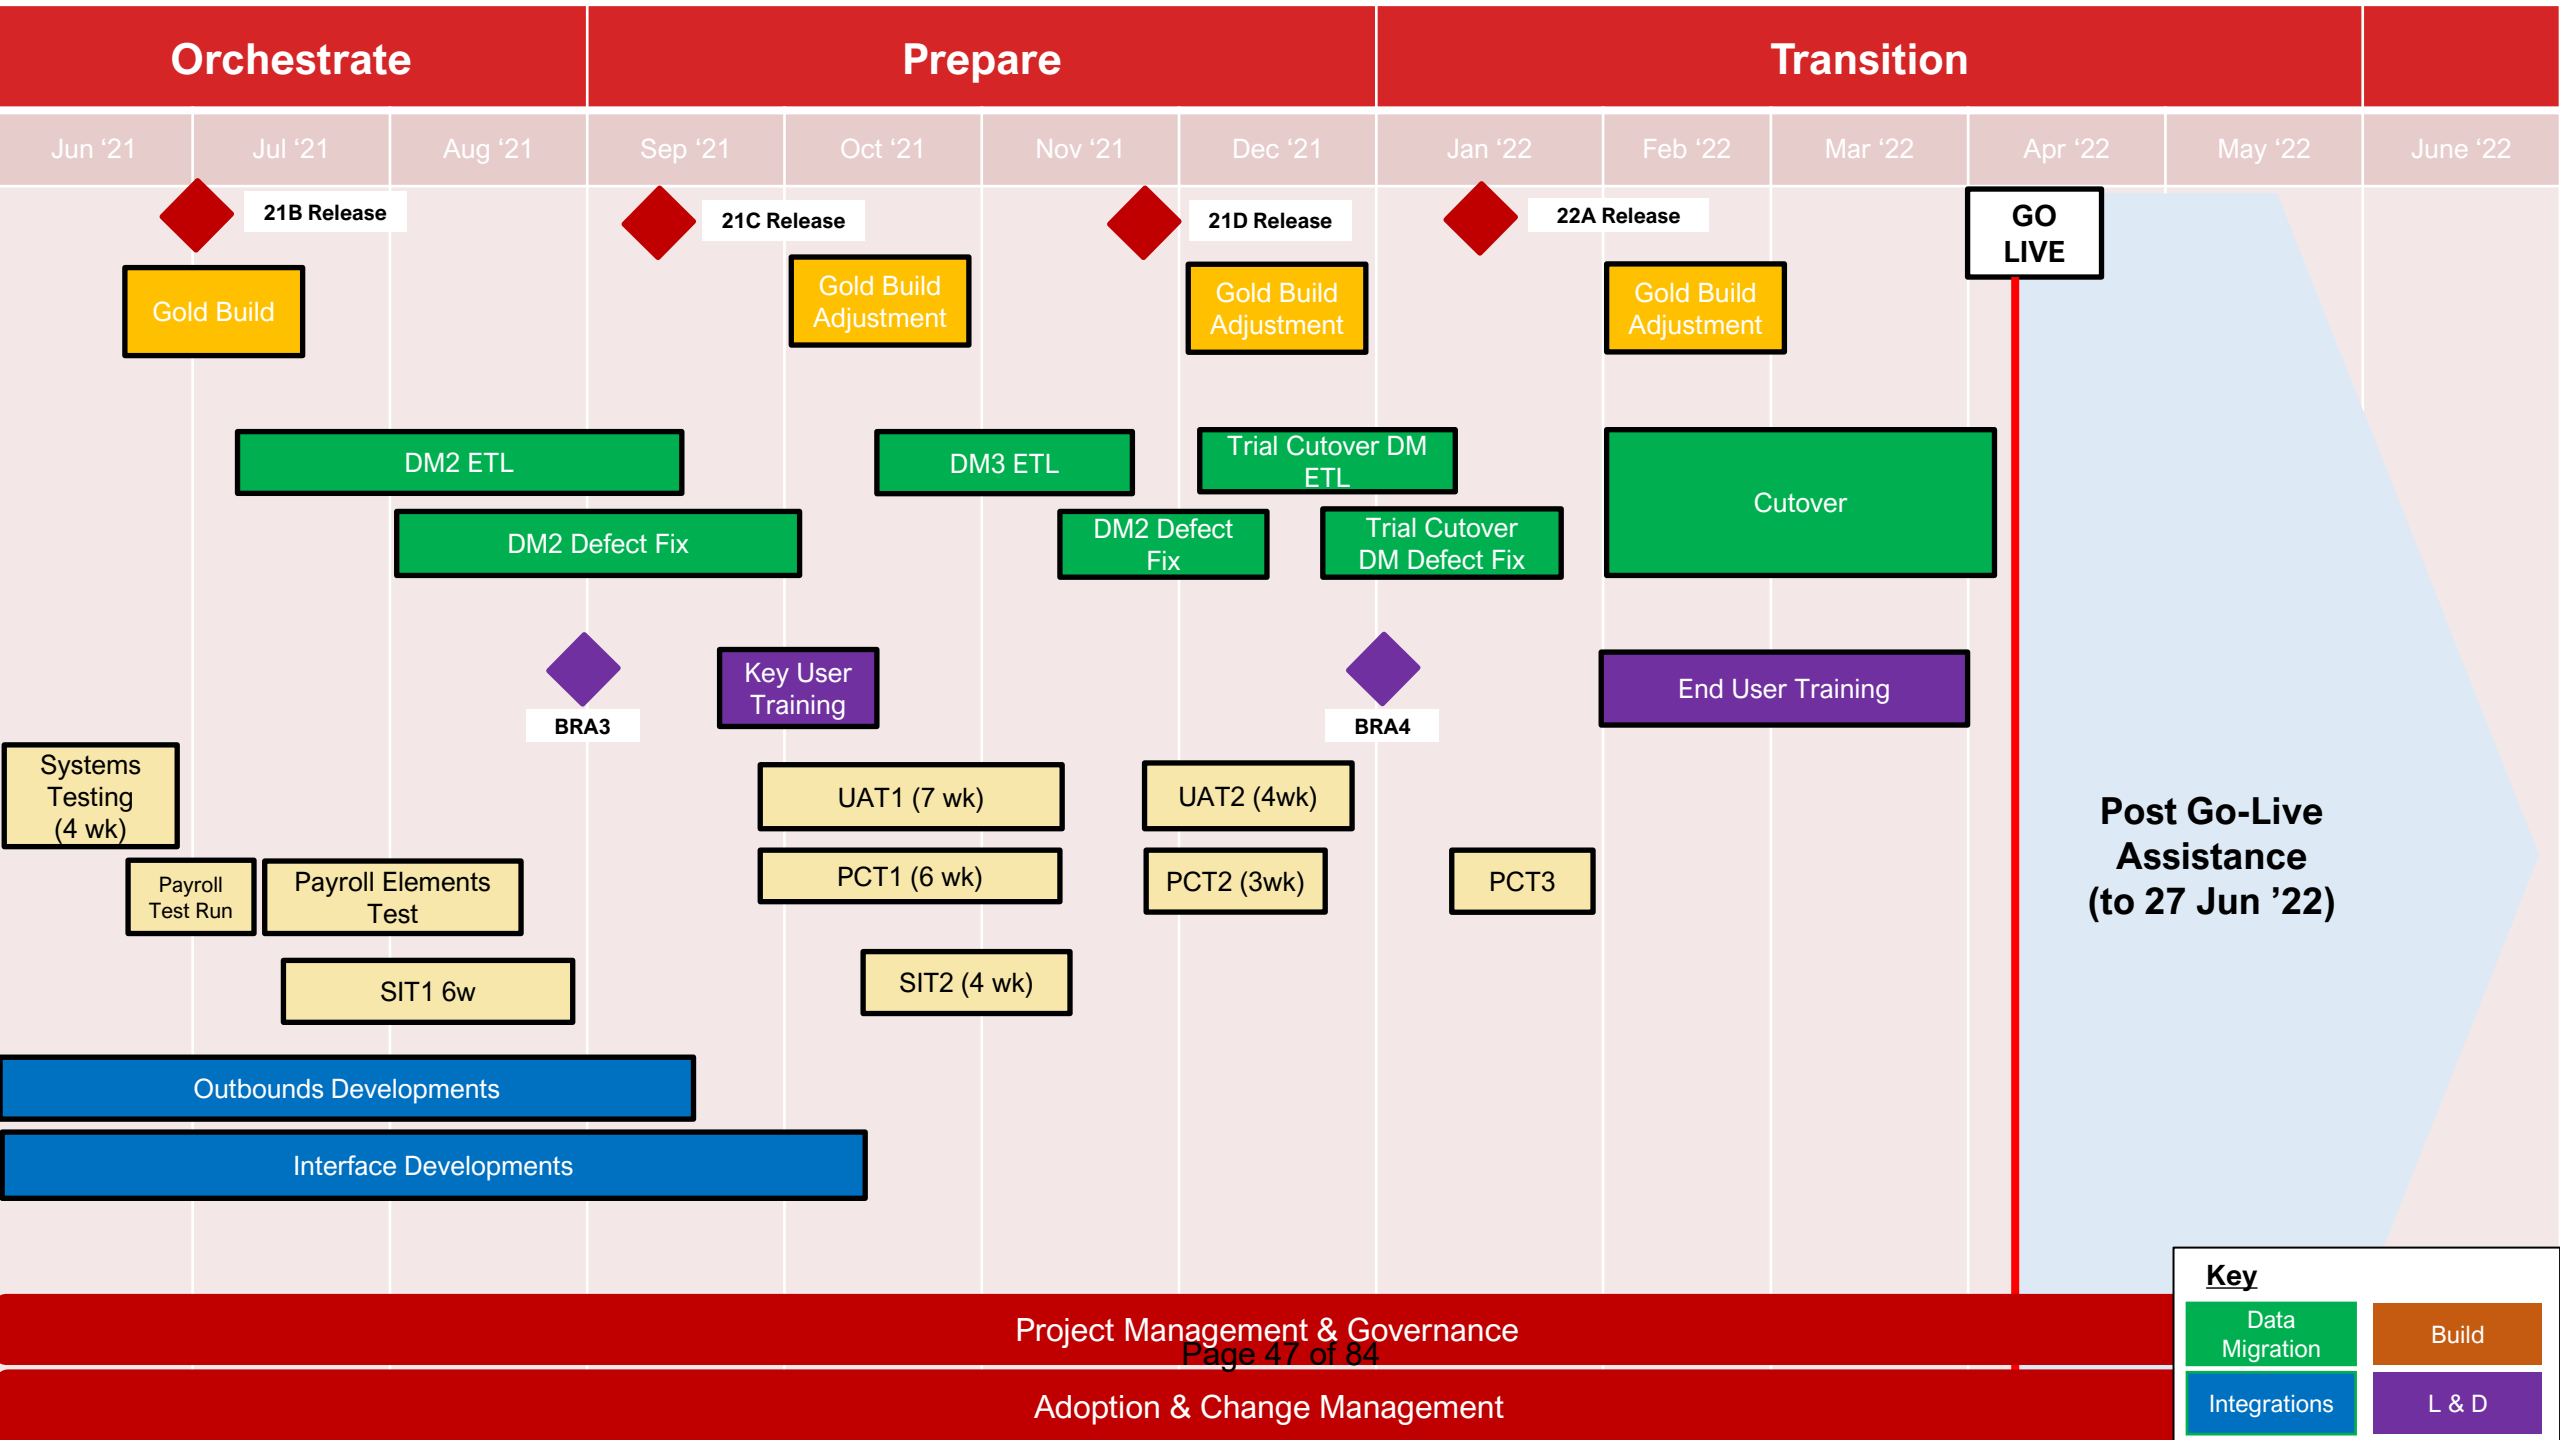 Orchestrate
Prepare
Transition
Jun ‘21
Jul ‘21
Aug ‘21
Sep ‘21
Oct ‘21
Nov ‘21
Dec ‘21
Jan ‘22
Feb ‘22
Mar ‘22
Apr ‘22
May ‘22
June ‘22
21B Release
21C Release
21D Release
22A Release
GO
LIVE
Gold Build
Gold Build
Adjustment
Gold Build
Adjustment
Gold Build
Adjustment
DM2 ETL
DM3 ETL
Trial Cutover DM
ETL
Cutover
DM2 Defect Fix
DM2 Defect
Fix
Trial Cutover
DM Defect Fix
BRA3
Key User
Training
BRA4
End User Training
Systems
Testing
(4 wk)
UAT1 (7 wk)
UAT2 (4wk)
Payroll
Test Run
Payroll Elements
Test
PCT1 (6 wk)
PCT2 (3wk)
PCT3
Post Go-Live
Assistance
(to 27 Jun ’22)
SIT1 6w
SIT2 (4 wk)
Outbounds Developments
Interface Developments
Project Management & Governance
Page 47 of 84
Adoption & Change Management
Key
Data
Migration
Build
Integrations
L & D